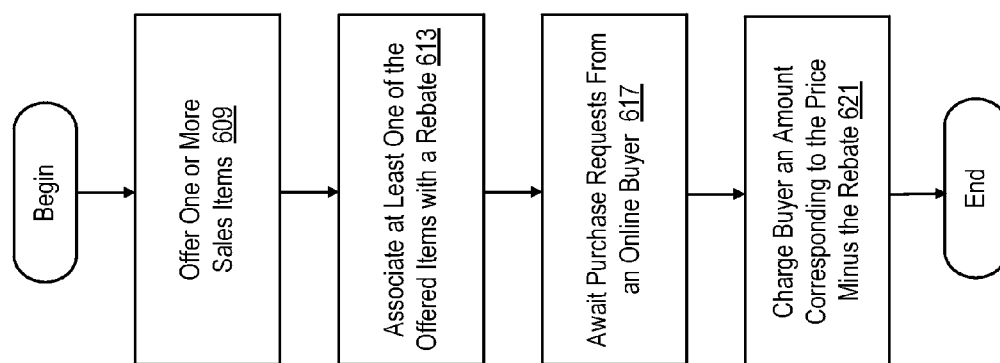 Begin
Offer One or More
Sales Items 609
Associate at Least One of the
Offered Items with a Rebate 613
Await Purchase Requests From
an Online Buyer 617
Charge Buyer an Amount
Corresponding to the Price
Minus the Rebate 621
End